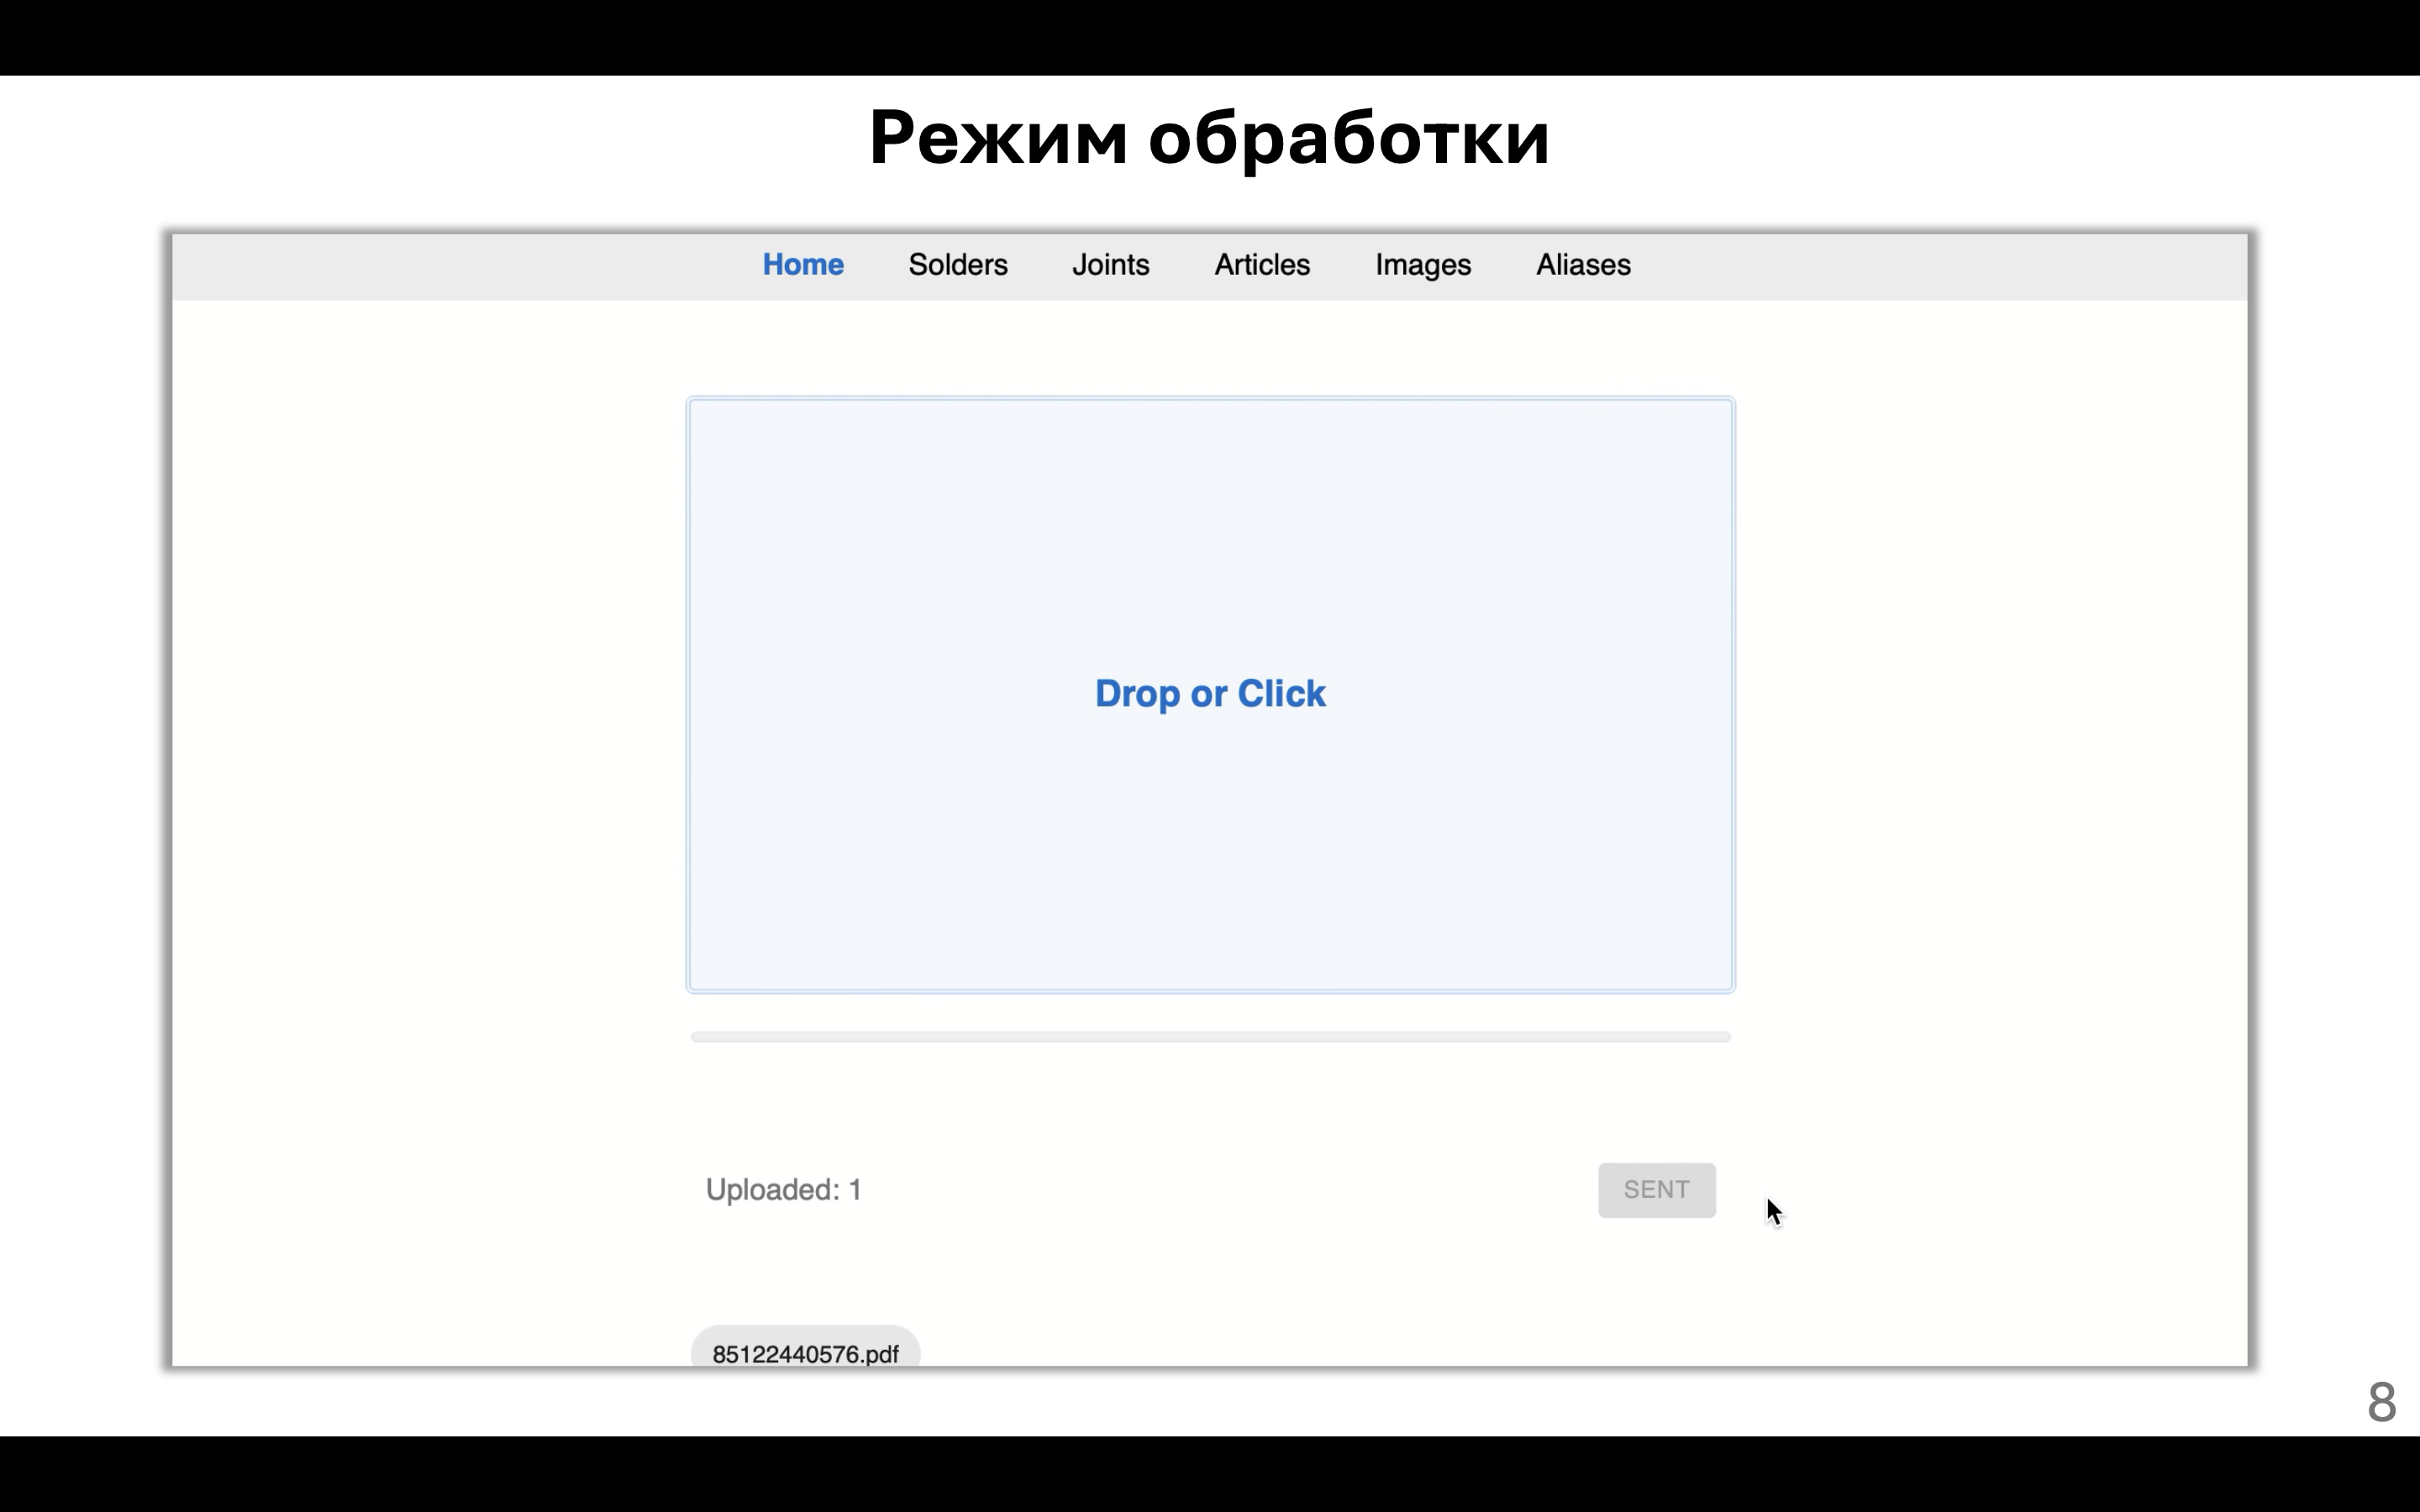 Режим обработки
Home Solders Joints Articles Images Aliases
Drop or Click
Uploaded: 1 SENT
85122440576.pdf
8